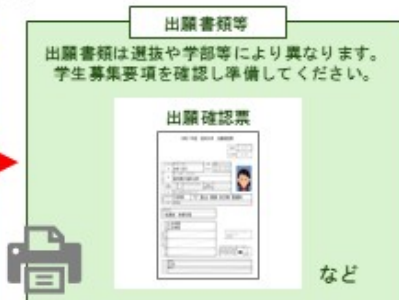 出願書類等
出願書類は選抜や学部等により異なります。
学生募集要項を確認し準備してください。
出願確認票
など